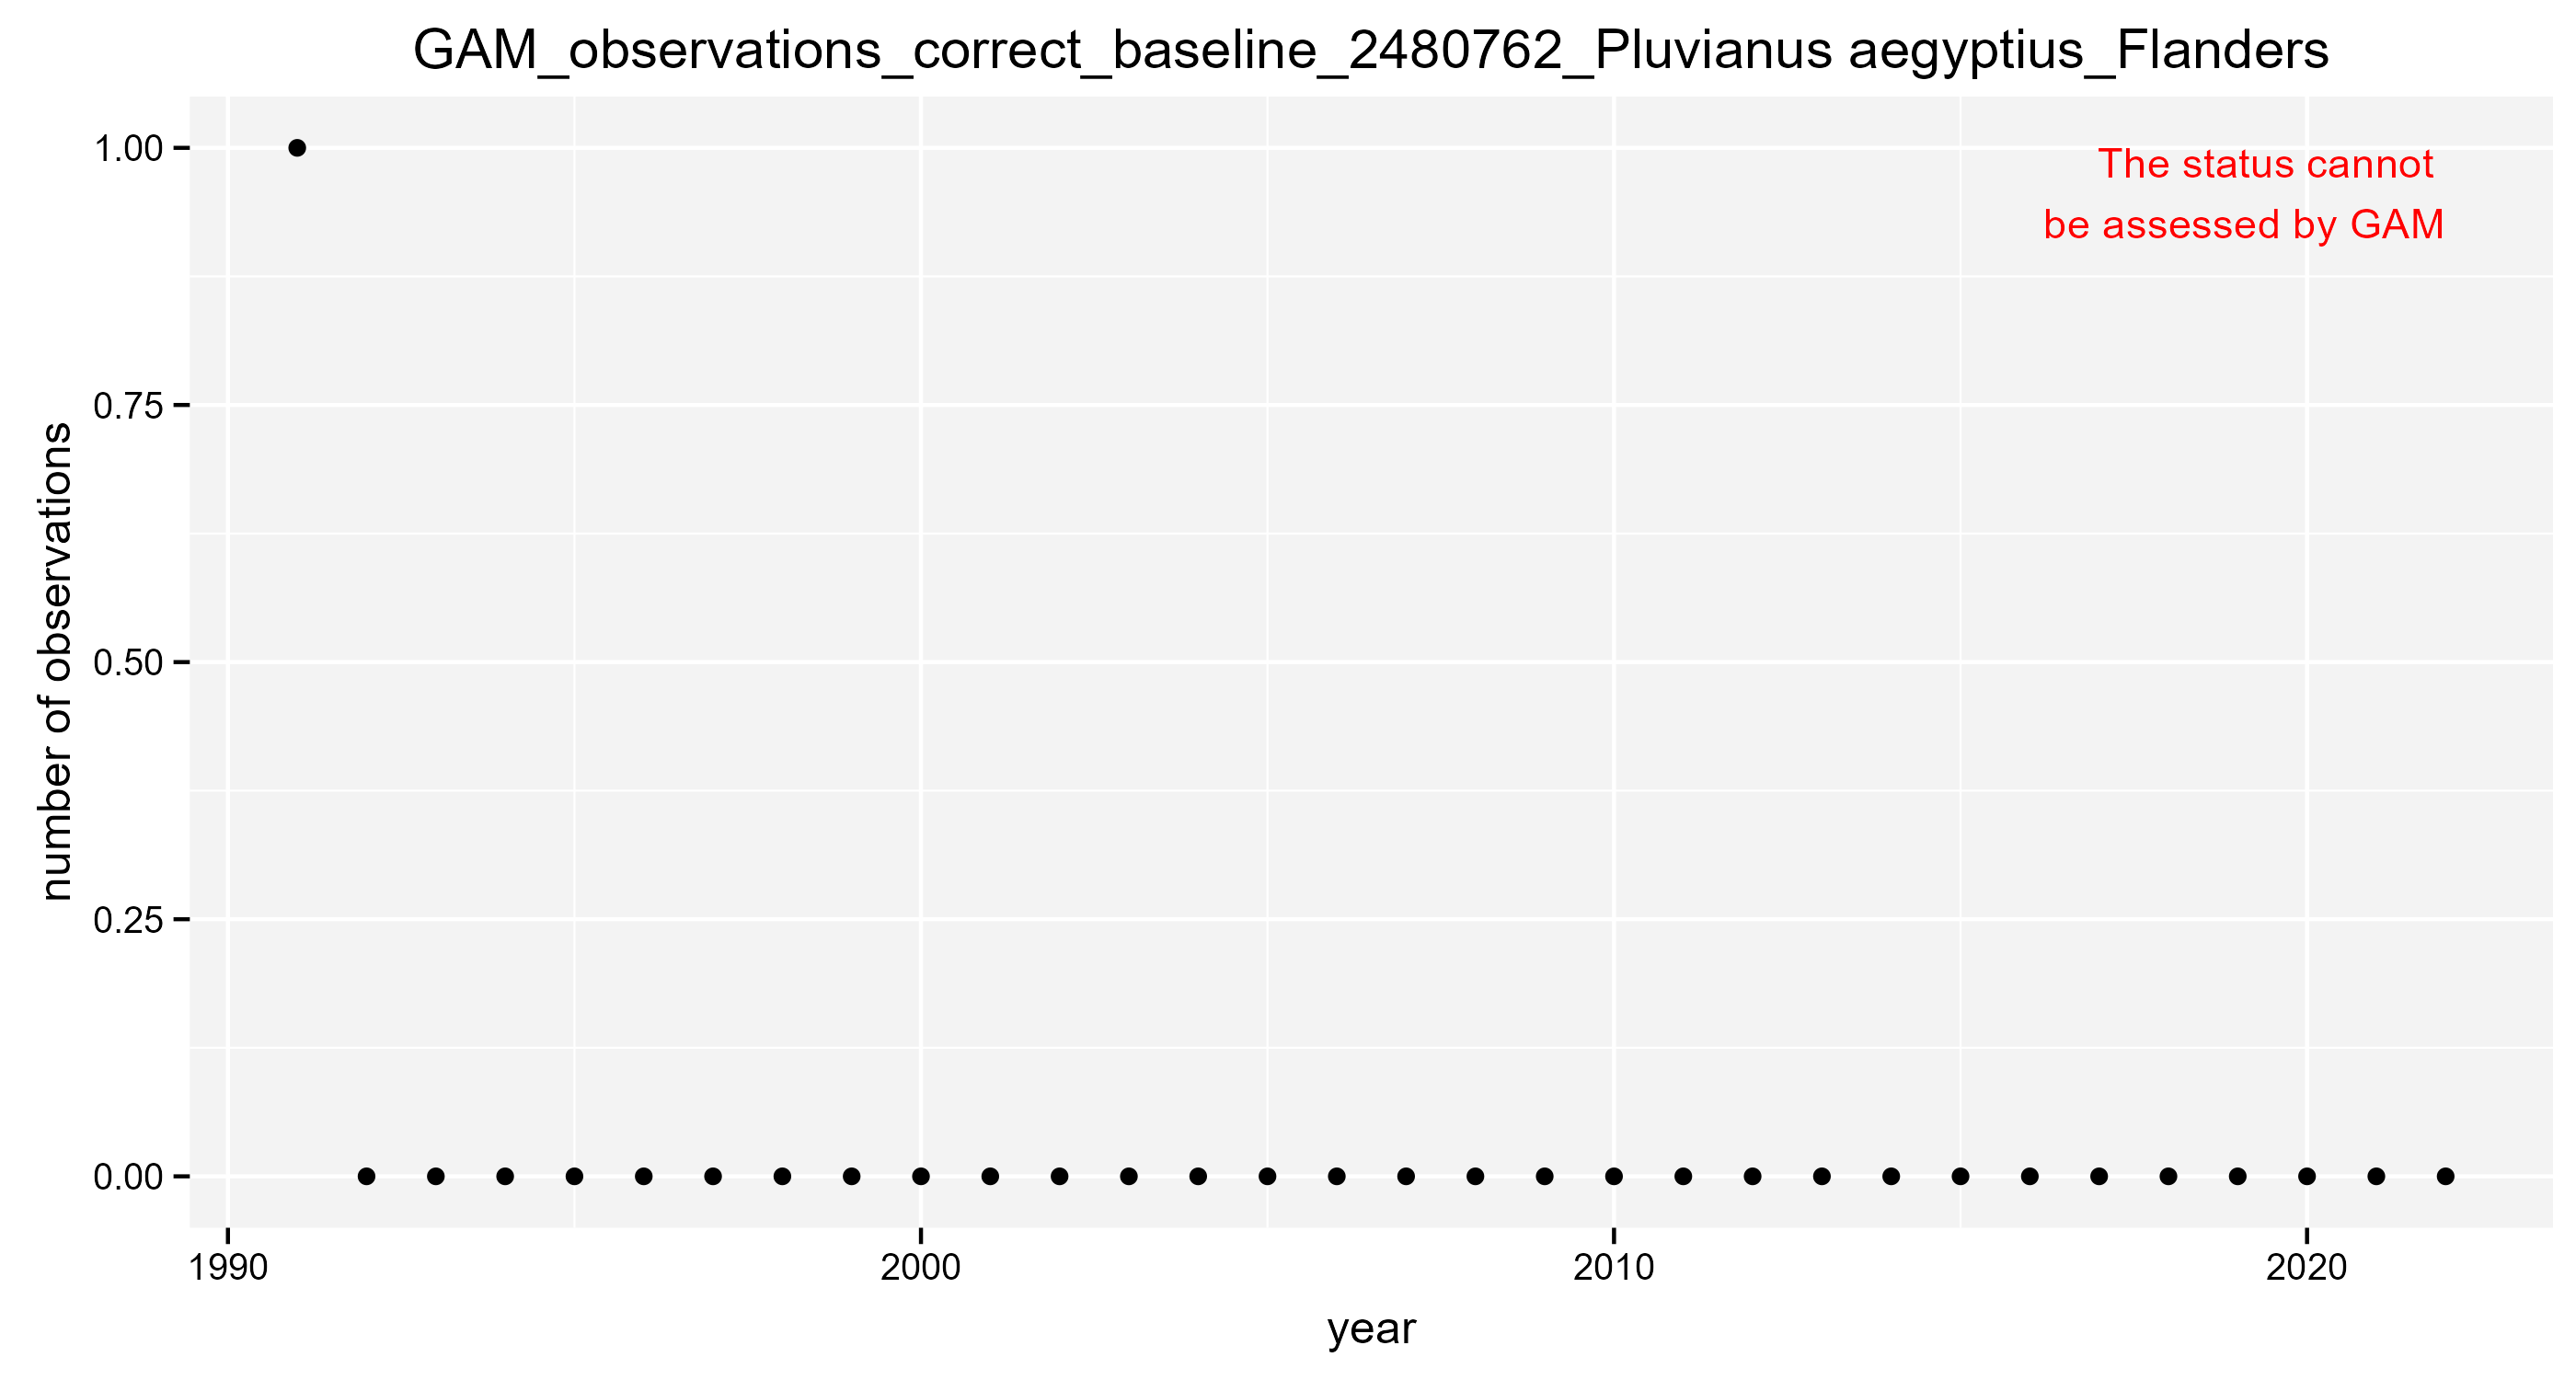 GAM_observations_correct_baseline_2480762_Pluvianus aegyptius_Flanders
The status cannot
be assessed by GAM
number of observations
1.00
0.75
0.50
0.25
0.00
1990
2000
2010
2020
year